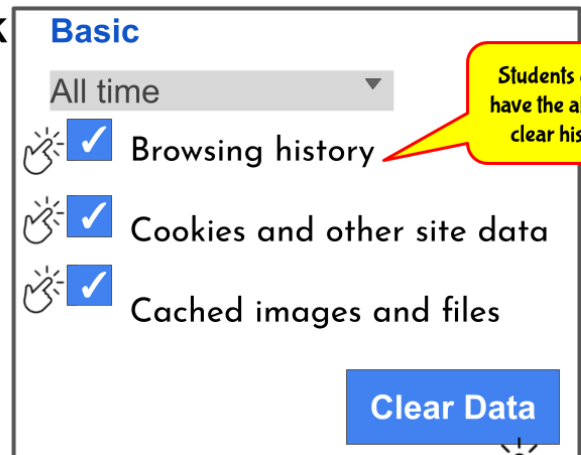 Basic
All time
Students
have the
clear
Browsing history
Cookies and other site data
Cached images and files
Clear Data